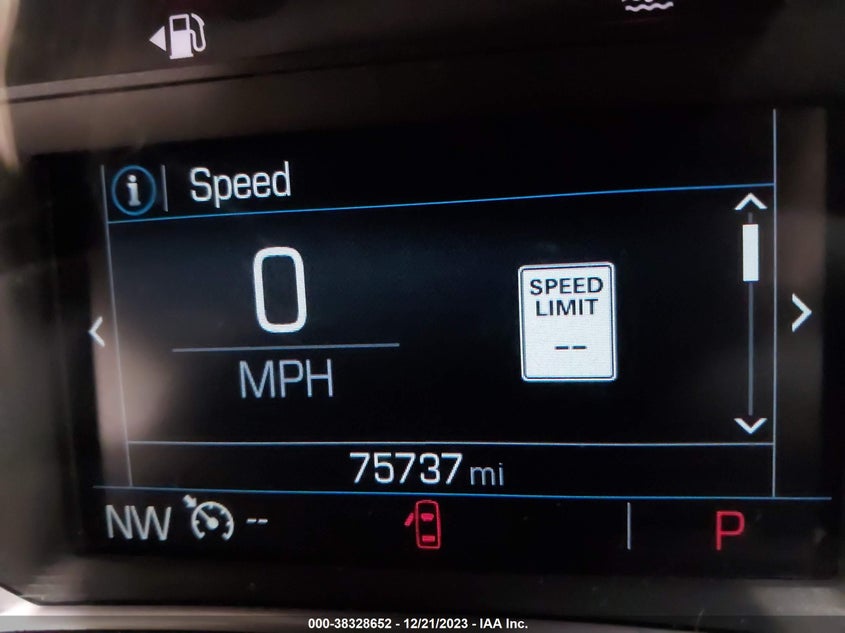 i Speed
0
MPH
SPEED
LIMIT
--
75737 mi
NW --
P
000-38328652 - 12/21/2023 - IAA Inc.